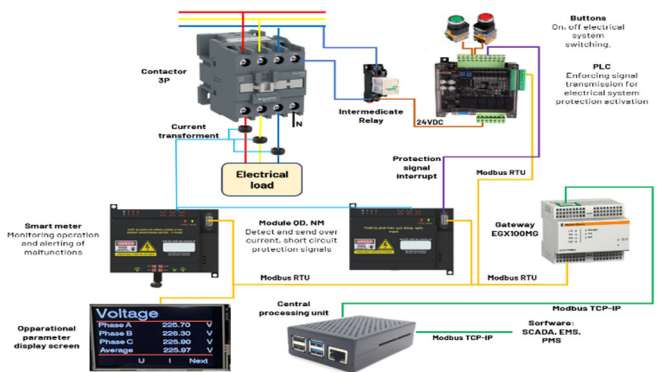 Buttons
On, off electrical
system
switching.
PLC
Enforcing signal
transmission for
electrical system
protection activation
Contactor
3P
Intermedicate
Relay
24VDC
N
Current
transforment
Electrical
load
Protection
signal
interrupt
Modbus RTU
Smart meter
Monitoring operation
and alerting of
malfunctions
Module QD, NM
Detect and send over
current, short circuit
protection signals
Gateway
EGX100MG
Modbus RTU
Modbus RTU
Modbus TCP-IP
Opparational
parameter
display screen
Voltage
Phase A 225.70 V
Phase B 226.30 V
Phase C 225.90 V
Average 225.97 V
U I Next
Central
processing unit
Modbus TCP-IP
Sorfware:
SCADA, EMS,
PMS